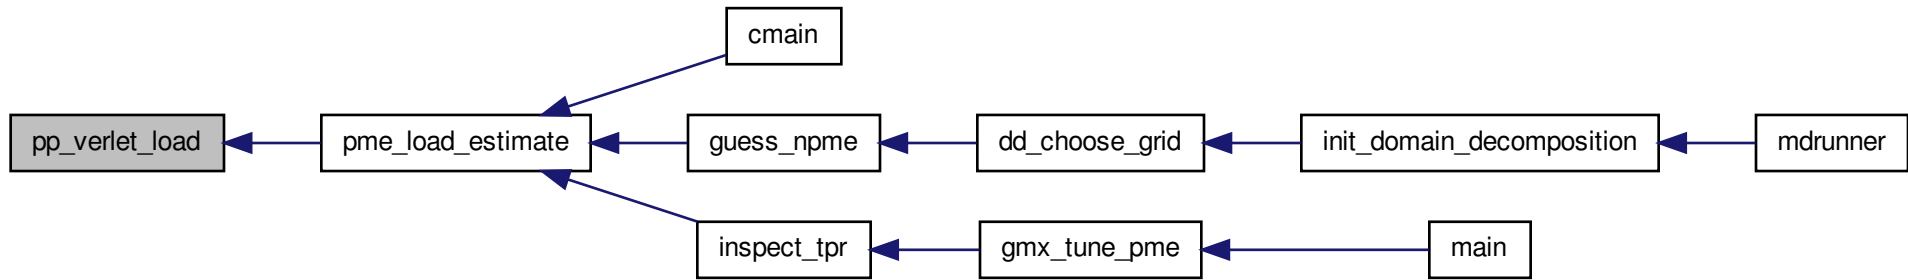 cmain
pp_verlet_load
pme_load_estimate
guess_npme
dd_choose_grid
init_domain_decomposition
mdrunner
inspect_tpr
gmx_tune_pme
main